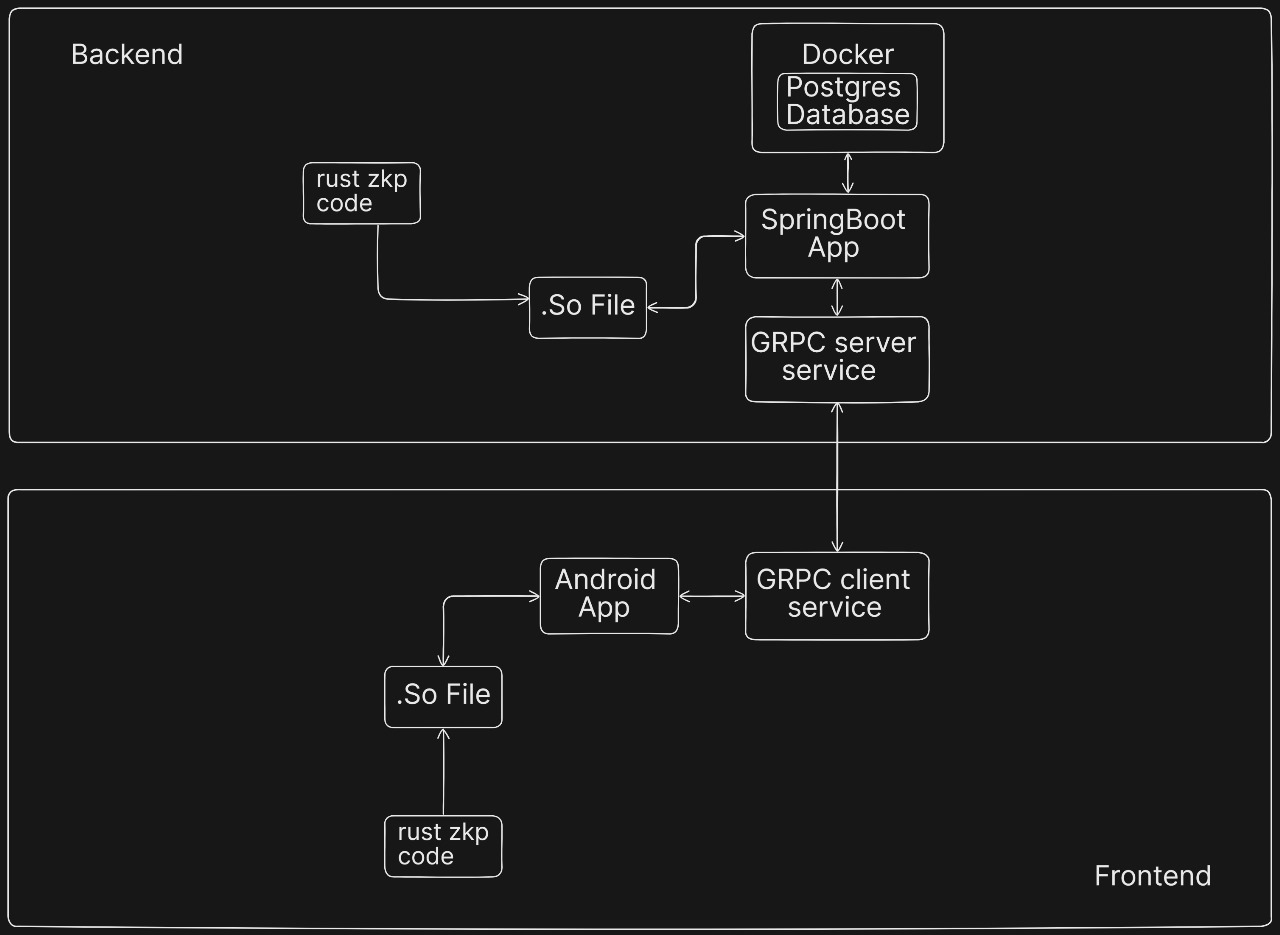 Backend
Docker
Postgres
Database
rust zkp
code
SpringBoot
App
.So File
GRPC server
service
Android
App
GRPC client
service
.So File
rust zkp
code
Frontend